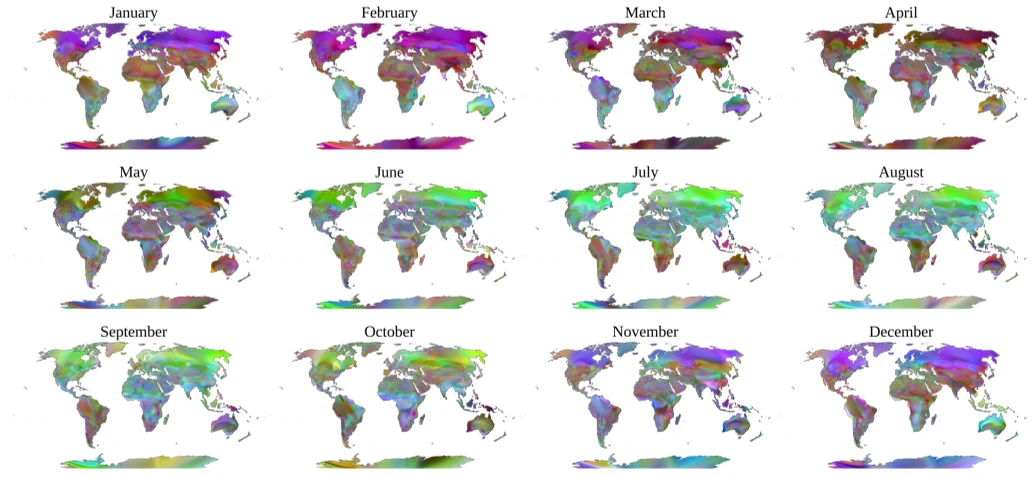 January
February
March
April
May
June
July
August
September
October
November
December